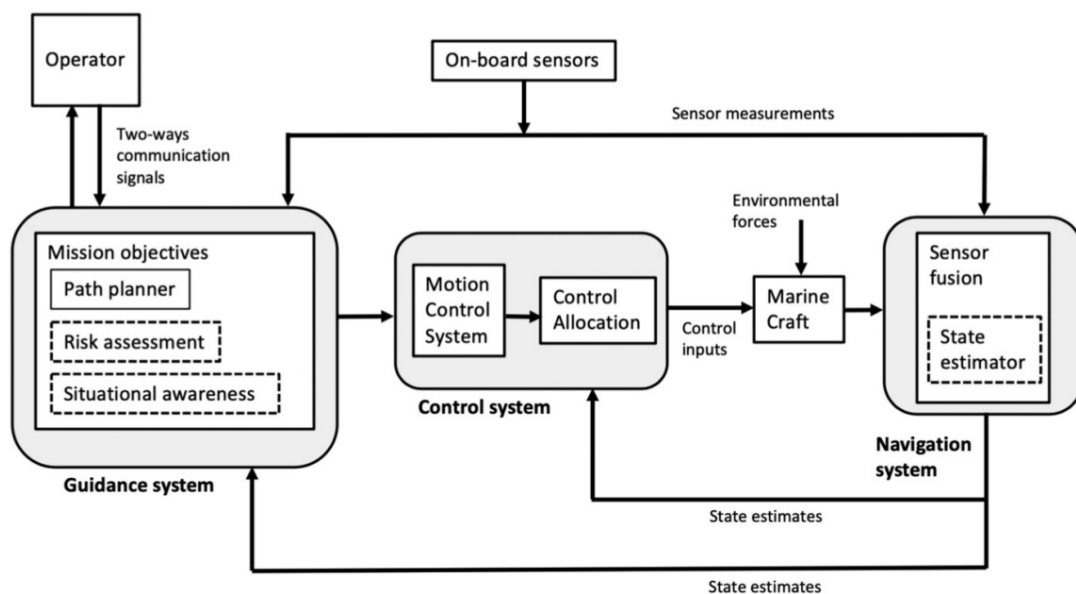 Operator
On-board sensors
Two-ways
communication
signals
Sensor measurements
Environmental
forces
Mission objectives
Path planner
Risk assessment
Situational awareness
Guidance system
Motion
Control
System
Control
Allocation
Control system
Control
inputs
Marine
Craft
Sensor
fusion
State
estimator
Navigation
system
State estimates
State estimates